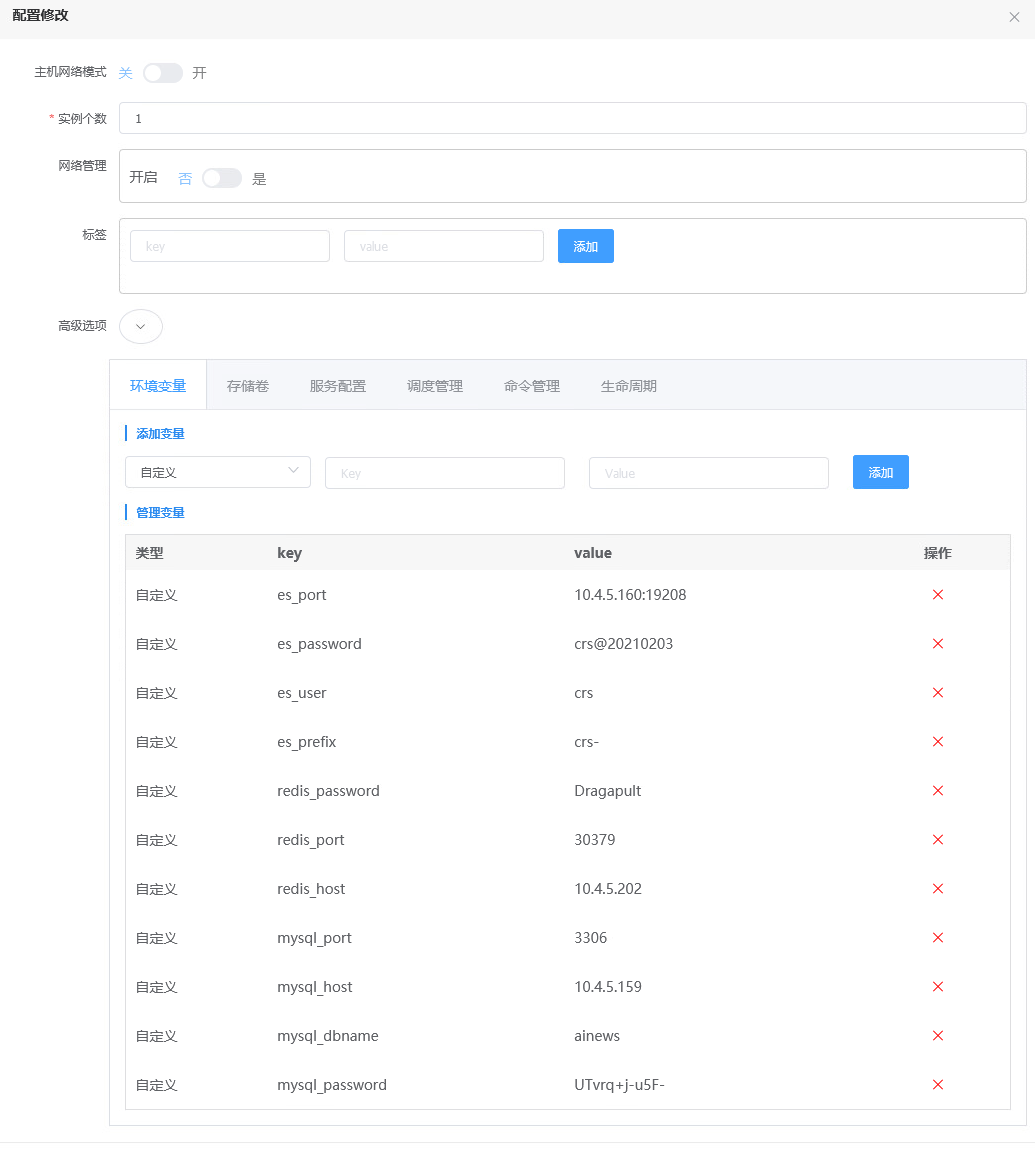 配置修改
主机网络模式 关 开
* 实例个数 1
网络管理
开启 否 是
标签
key value 添加
高级选项
环境变量 存储卷 服务配置 调度管理 命令管理 生命周期
添加变量
自定义 Key Value 添加
管理变量
类型 key value 操作
自定义 es_port 10.4.5.160:19208
自定义 es_password crs@20210203
自定义 es_user crs
自定义 es_prefix crs-
自定义 redis_password Dragapult
自定义 redis_port 30379
自定义 redis_host 10.4.5.202
自定义 mysql_port 3306
自定义 mysql_host 10.4.5.159
自定义 mysql_dbname ainews
自定义 mysql_password UTvrq+j-u5F-